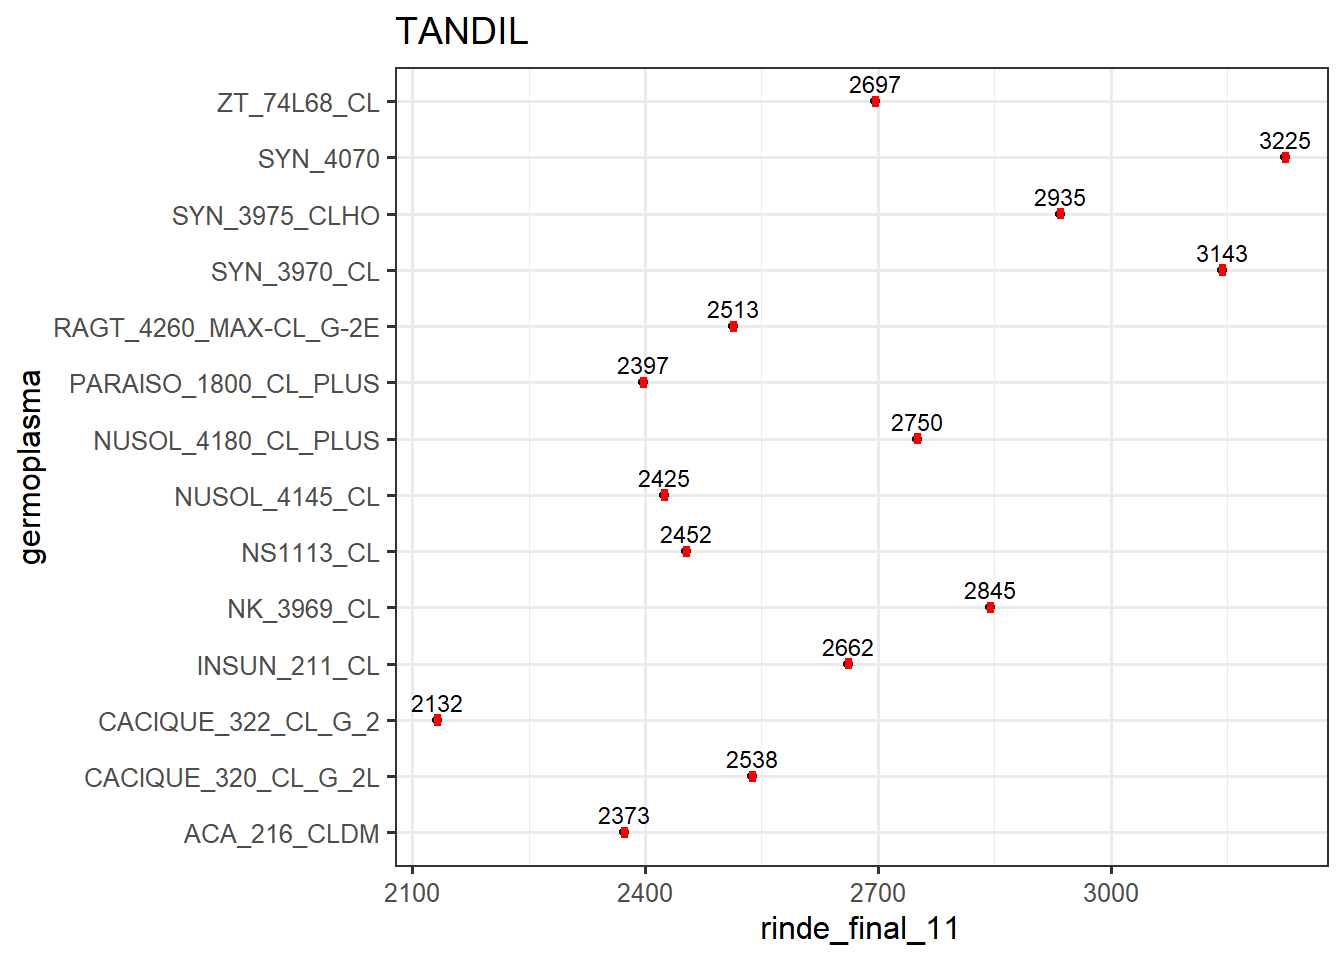 TANDIL
germoplasma
ZT_74L68_CL
2697
SYN_4070
3225
SYN_3975_CLHO
2935
SYN_3970_CL
3143
RAGT_4260_MAX-CL_G-2E
2513
PARAISO_1800_CL_PLUS
2397
NUSOL_4180_CL_PLUS
2750
NUSOL_4145_CL
2425
NS1113_CL
2452
NK_3969_CL
2845
INSUN_211_CL
2662
CACIQUE_322_CL_G_2
2132
CACIQUE_320_CL_G_2L
2538
ACA_216_CLDM
2373
2100 2400 2700 3000
rinde_final_11